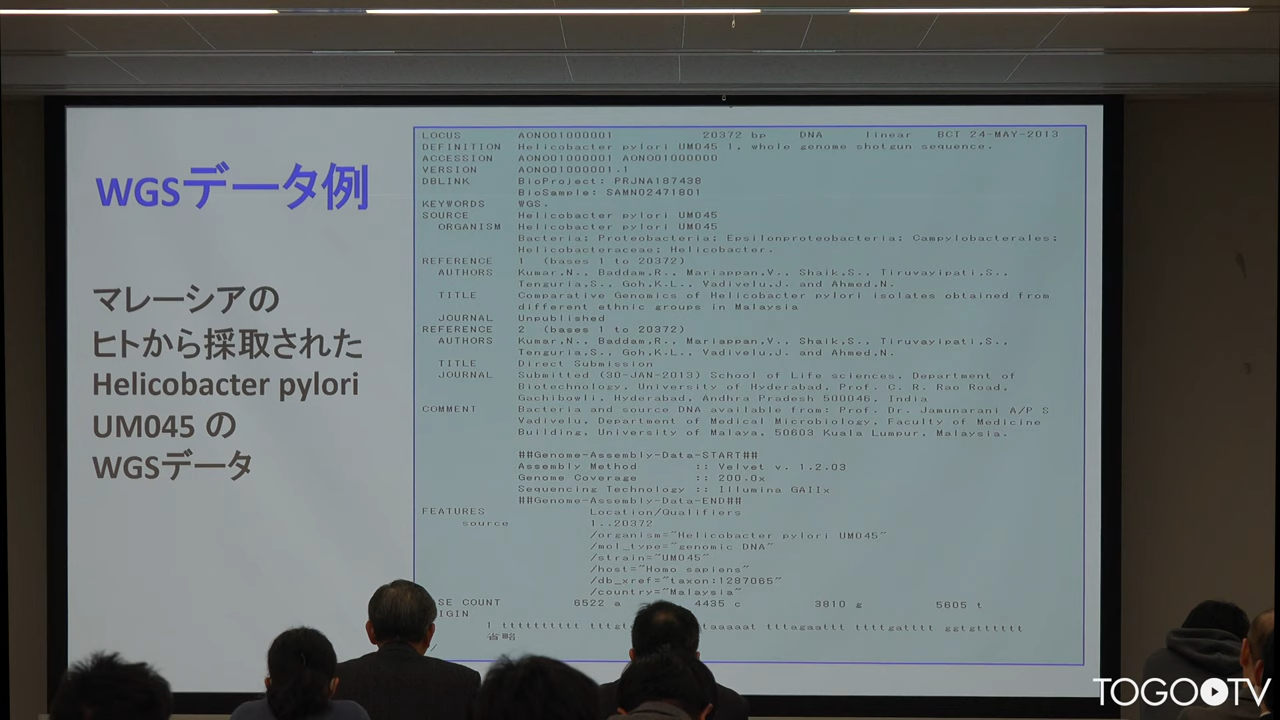 WGSデータ例
マレーシアの
ヒトから採取された
Helicobacter pylori
UM045 の
WGSデータ
LOCUS AONO01000001 20372 bp DNA linear BCT 24-MAY-2013
DEFINITION Helicobacter pylori UM045 1, whole genome shotgun sequence.
ACCESSION AONO01000001 AONO01000000
VERSION AONO01000001.1
DBLINK BioProject: PRJNA187438
BioSample: SAMN02471801
KEYWORDS WGS.
SOURCE Helicobacter pylori UM045
ORGANISM Helicobacter pylori UM045
Bacteria; Proteobacteria; Epsilonproteobacteria; Campylobacterales;
Helicobacteraceae; Helicobacter.
REFERENCE 1 (bases 1 to 20372)
AUTHORS Kumar,N., Baddam,R., Mariappan,V., Shaik,S., Tiruvayipati,S.,
Tenguria,S., Goh,K.L., Vadivelu,J. and Ahmed,N.
TITLE Comparative Genomics of Helicobacter pylori isolates obtained from
different ethnic groups in Malaysia
JOURNAL Unpublished
REFERENCE 2 (bases 1 to 20372)
AUTHORS Kumar,N., Baddam,R., Mariappan,V., Shaik,S., Tiruvayipati,S.,
Tenguria,S., Goh,K.L., Vadivelu,J. and Ahmed,N.
TITLE Direct Submission
JOURNAL Submitted (30-JAN-2013) School of Life sciences, Department of
Biotechnology, University of Hyderabad, Prof. C. R. Rao Road,
Gachibowli, Hyderabad, Andhra Pradesh 500046, India
COMMENT Bacteria and source DNA available from: Prof. Dr. Jamunarani A/P S
Vadivelu, Department of Medical Microbiology, Faculty of Medicine
Building, University of Malaya, 50603 Kuala Lumpur, Malaysia.
##Genome-Assembly-Data-START##
Assembly Method :: Velvet v. 1.2.03
Genome Coverage :: 200.0x
Sequencing Technology :: Illumina GAIIx
##Genome-Assembly-Data-END##
FEATURES Location/Qualifiers
source 1..20372
/organism="Helicobacter pylori UM045"
/mol_type="genomic DNA"
/strain="UM045"
/host="Homo sapiens"
/db_xref="taxon:1287065"
/country="Malaysia"
SE COUNT 6522 a 4435 c 3810 g 5605 t
IGIN
1 tttttttttt tttagaattt ttttgatttt ggtgtttttt
省略
TOGOTV